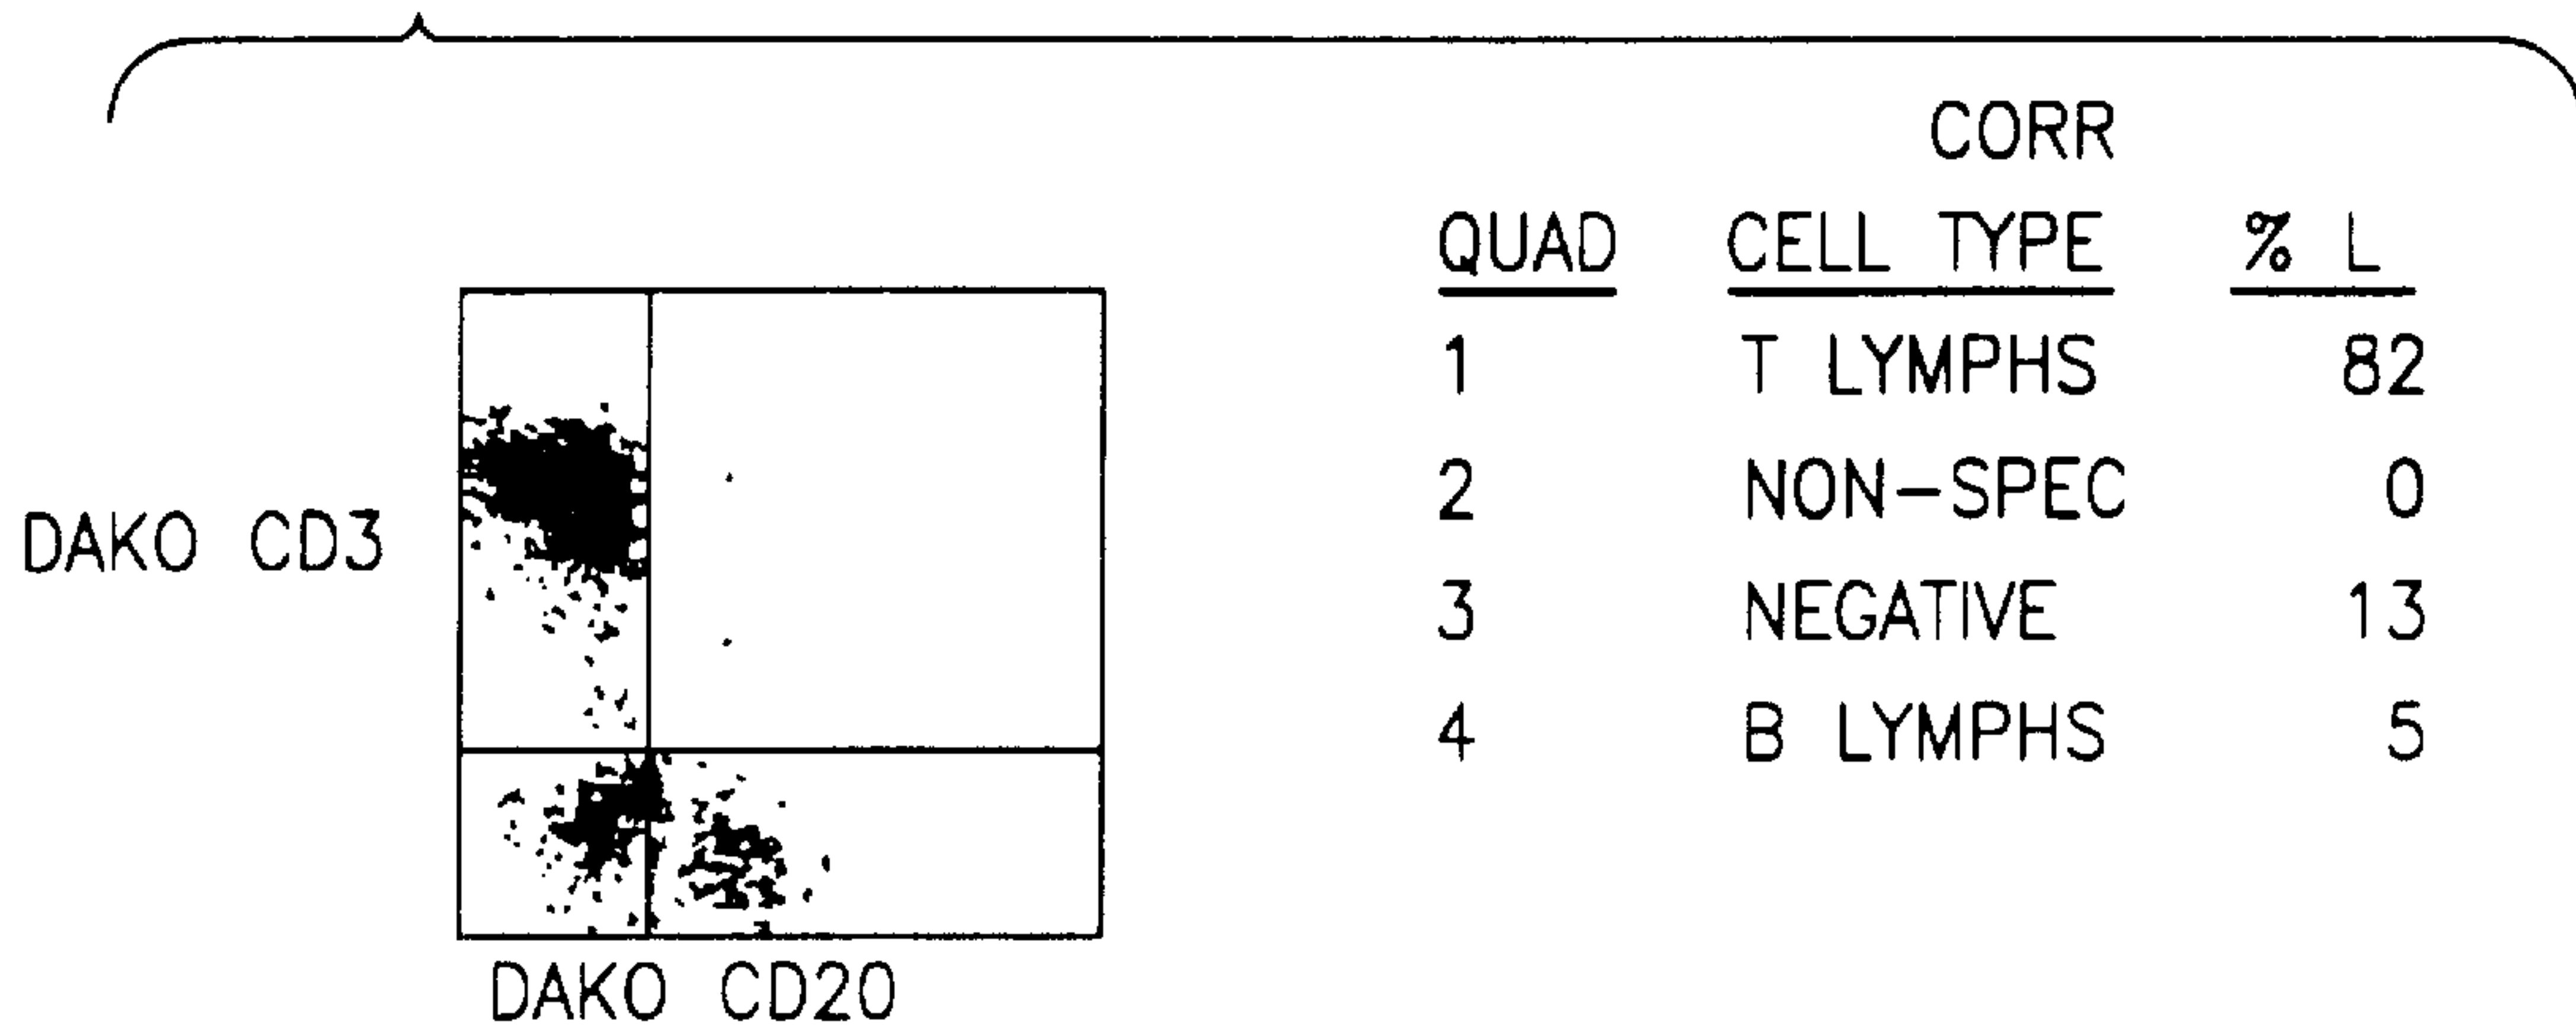 CORR
QUAD CELL TYPE % L
1 T LYMPHS 82
2 NON-SPEC 0
DAKO CD3
3 NEGATIVE 13
4 B LYMPHS 5
DAKO CD20